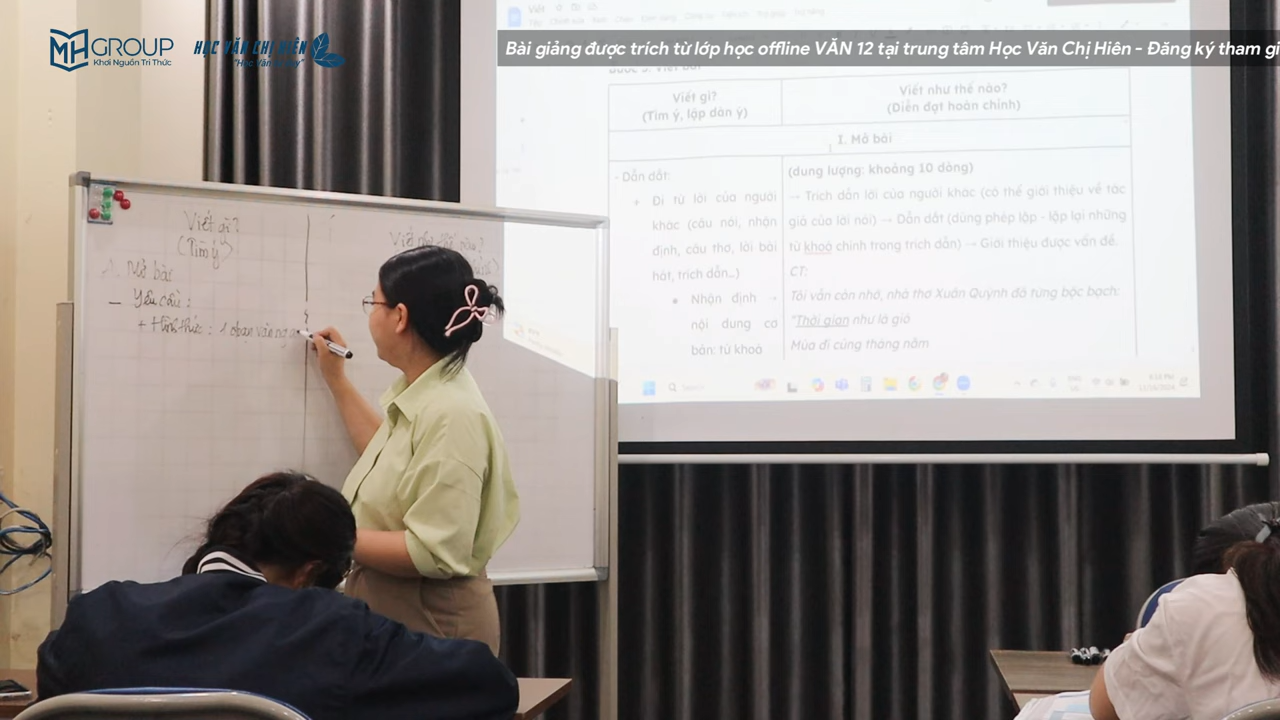 MH GROUP
Khơi Nguồn Tri Thức
HỌC VĂN CHỊ HIÊN
"Học Văn
Bài giảng được trích từ lớp học offline VĂN 12 tại trung tâm Học Văn Chị Hiên - Đăng ký tham gi
Viết
Viết gì?
(Tìm ý, lập dàn ý)
Viết như thế nào?
(Diễn đạt hoàn chỉnh)
I. Mở bài
- Dẫn dắt:
+ Đi từ lời của người
khác (câu nói, nhận
định, câu thơ, lời bài
hát, trích dẫn...)
• Nhận định →
nội dung cơ
bản: từ khoá
(dung lượng: khoảng 10 dòng)
→ Trích dẫn lời của người khác (có thể giới thiệu về tác
giả của lời nói) → Dẫn dắt (dùng phép lặp - lặp lại những
từ khoá chính trong trích dẫn) → Giới thiệu được vấn đề.
CT:
Tôi vẫn còn nhớ, nhà thơ Xuân Quỳnh đã từng bộc bạch:
"Thời gian như là gió
Mùa đi cùng tháng năm
Viết gì?
(Tìm ý)
Mở bài
- Yêu cầu:
+ Hình thức: 1 đoạn văn
Viết như thế nào?